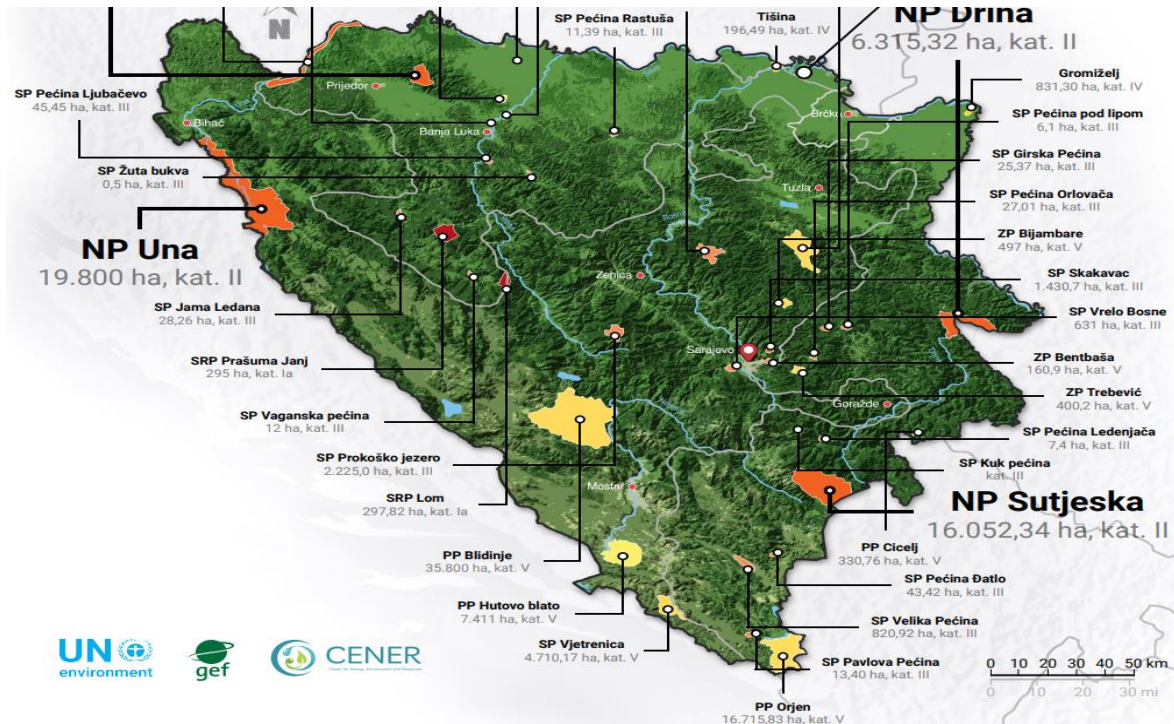 N
SP Pećina Rastuša
11,39 ha, kat. III
Tišina
196,49 ha, kat. IV
NP Drina
6.315,32 ha, kat. II
Gromiželj
831,30 ha, kat. IV
SP Pećina Ljubačevo
45,45 ha, kat. III
Prijedor
Bihać
Banja Luka
Brčko
SP Pećina pod lipom
6,1 ha, kat. III
SP Žuta bukva
0,5 ha, kat. III
SP Girska Pećina
25,37 ha, kat. III
Tuzla
SP Pećina Orlovača
27,01 ha, kat. III
Bosna
NP Una
19.800 ha, kat. II
ZP Bijambare
497 ha, kat. V
Zenica
SP Skakavac
1.430,7 ha, kat. III
SP Jama Ledana
28,26 ha, kat. III
SP Vrelo Bosne
631 ha, kat. III
Sarajevo
SRP Prašuma Janj
295 ha, kat. Ia
ZP Bentbaša
160,9 ha, kat. V
ZP Trebević
400,2 ha, kat. V
Goražde
SP Vaganska pećina
12 ha, kat. III
SP Pećina Ledenjača
7,4 ha, kat. III
SP Prokoško jezero
2.225,0 ha, kat. III
SP Kuk pećina
kat. III
Mostar
SRP Lom
297,82 ha, kat. Ia
NP Sutjeska
16.052,34 ha, kat. II
PP Blidinje
35.800 ha, kat. V
PP Cicelj
330,76 ha, kat. V
SP Pećina Đatlo
43,42 ha, kat. III
PP Hutovo blato
7.411 ha, kat. V
SP Velika Pećina
820,92 ha, kat. III
SP Vjetrenica
4.710,17 ha, kat. V
SP Pavlova Pećina
13,40 ha, kat. III
PP Orjen
16.715,83 ha, kat. V
UN
environment
gef
CENER
Center for Energy, Environment and Resources
0 10 20 30 40 50 km
0 10 20 30 mi